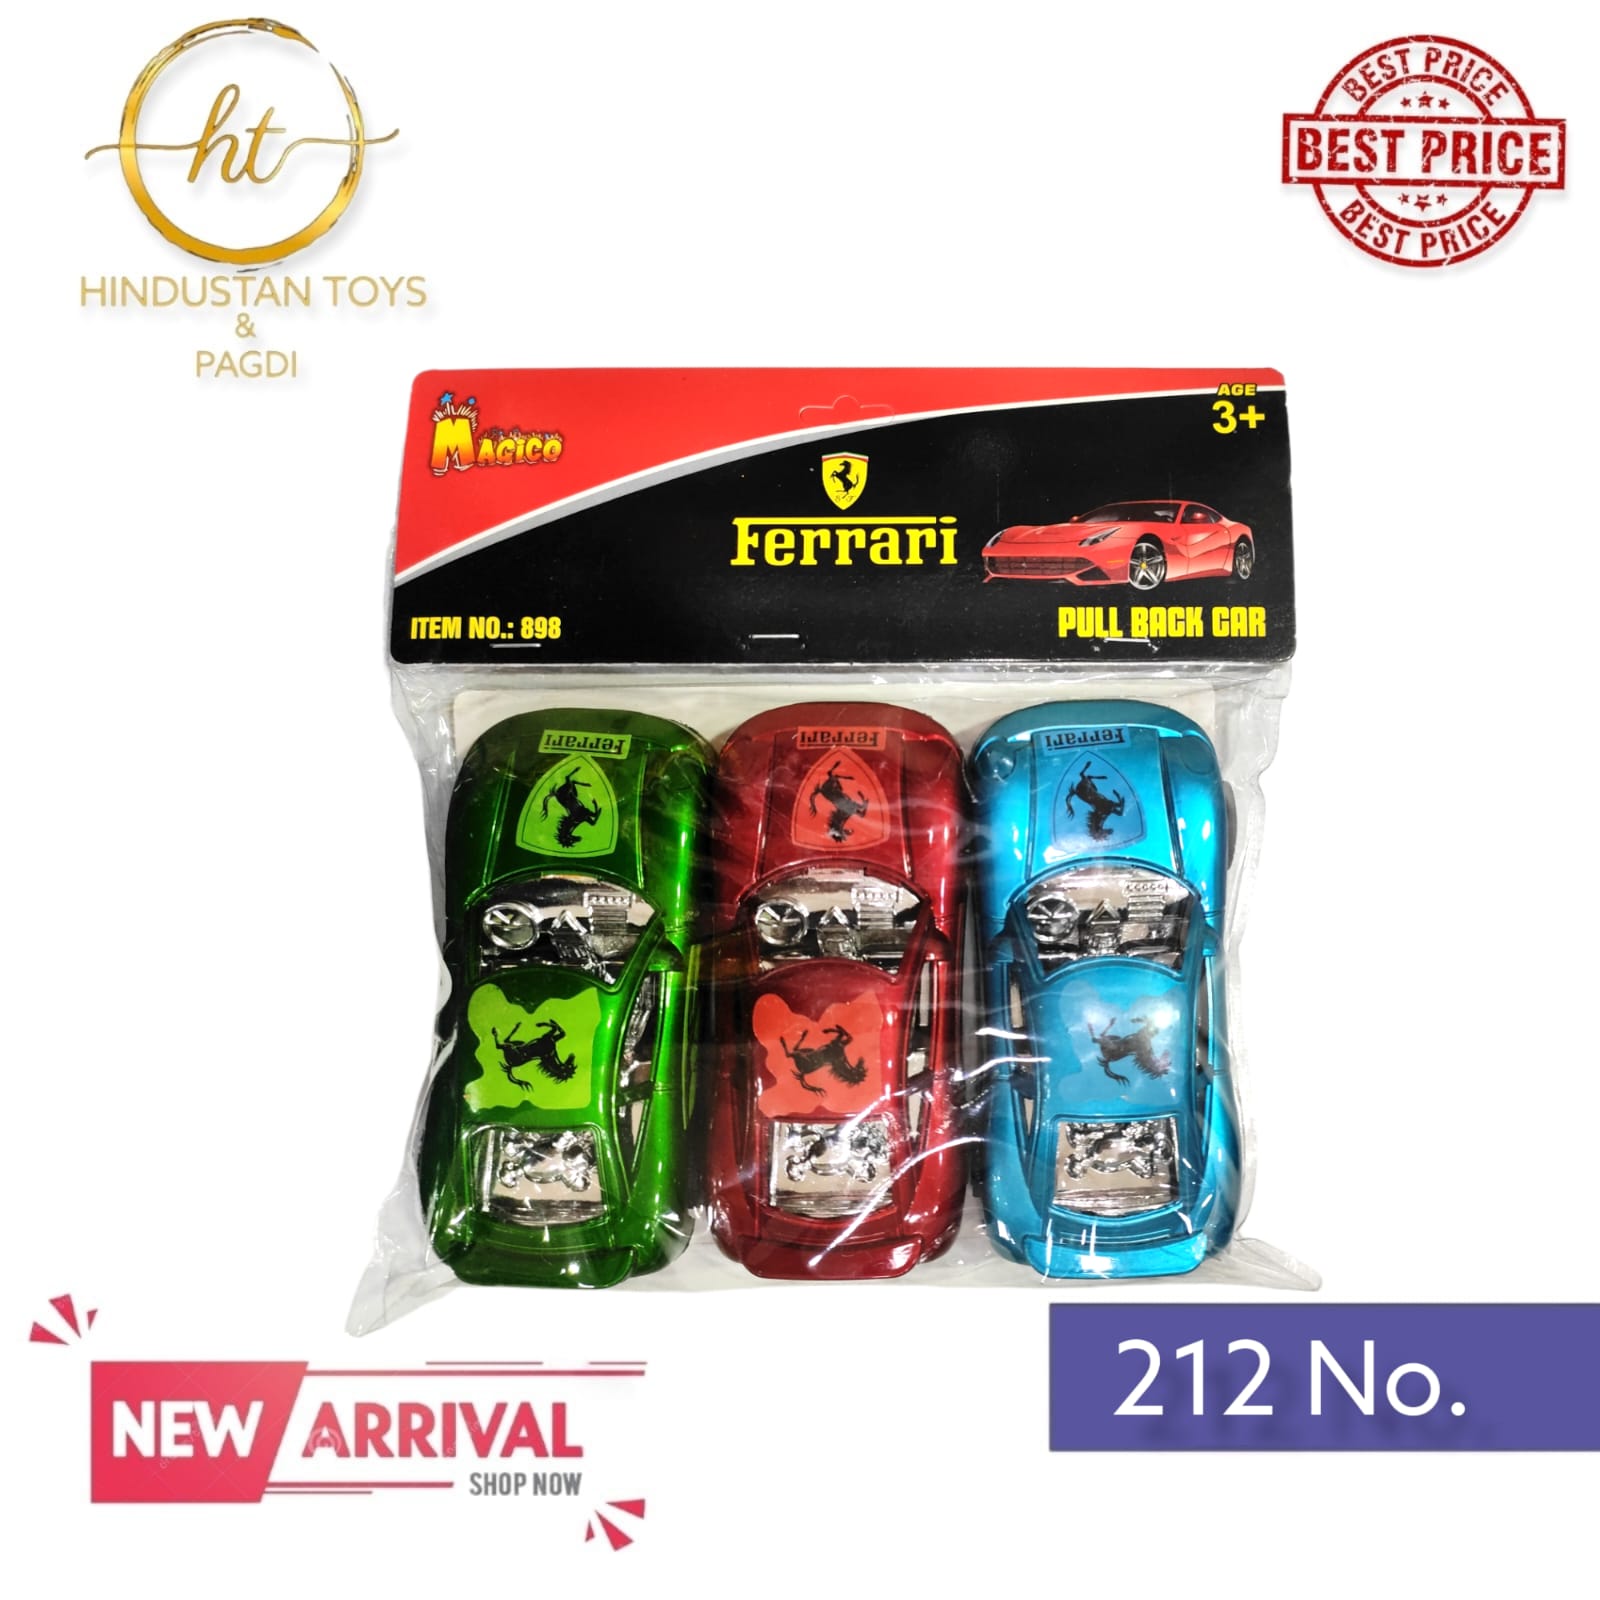 ht
HINDUSTAN TOYS
&
PAGDI
BEST PRICE
BEST PRICE
BEST PRICE
MAGICO
AGE
3+
Ferrari
ITEM NO.: 898
PULL BACK CAR
Ferrari
Ferrari
Ferrari
NEW ARRIVAL
SHOP NOW
212 No.